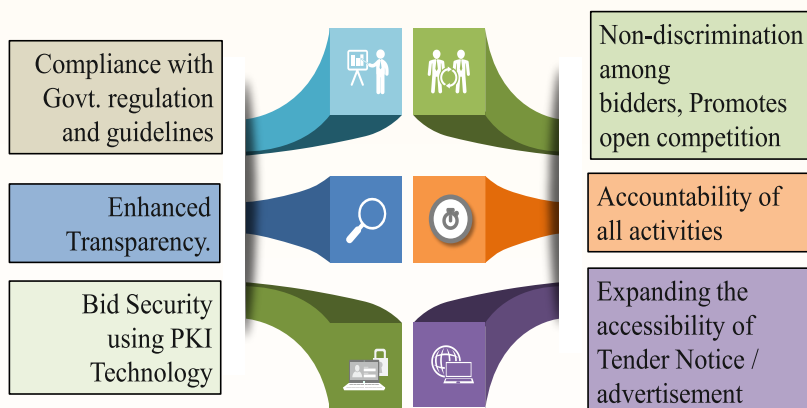 Compliance with
Govt. regulation
and guidelines
Non-discrimination
among
bidders, Promotes
open competition
Enhanced
Transparency.
Accountability of
all activities
Bid Security
using PKI
Technology
Expanding the
accessibility of
Tender Notice /
advertisement